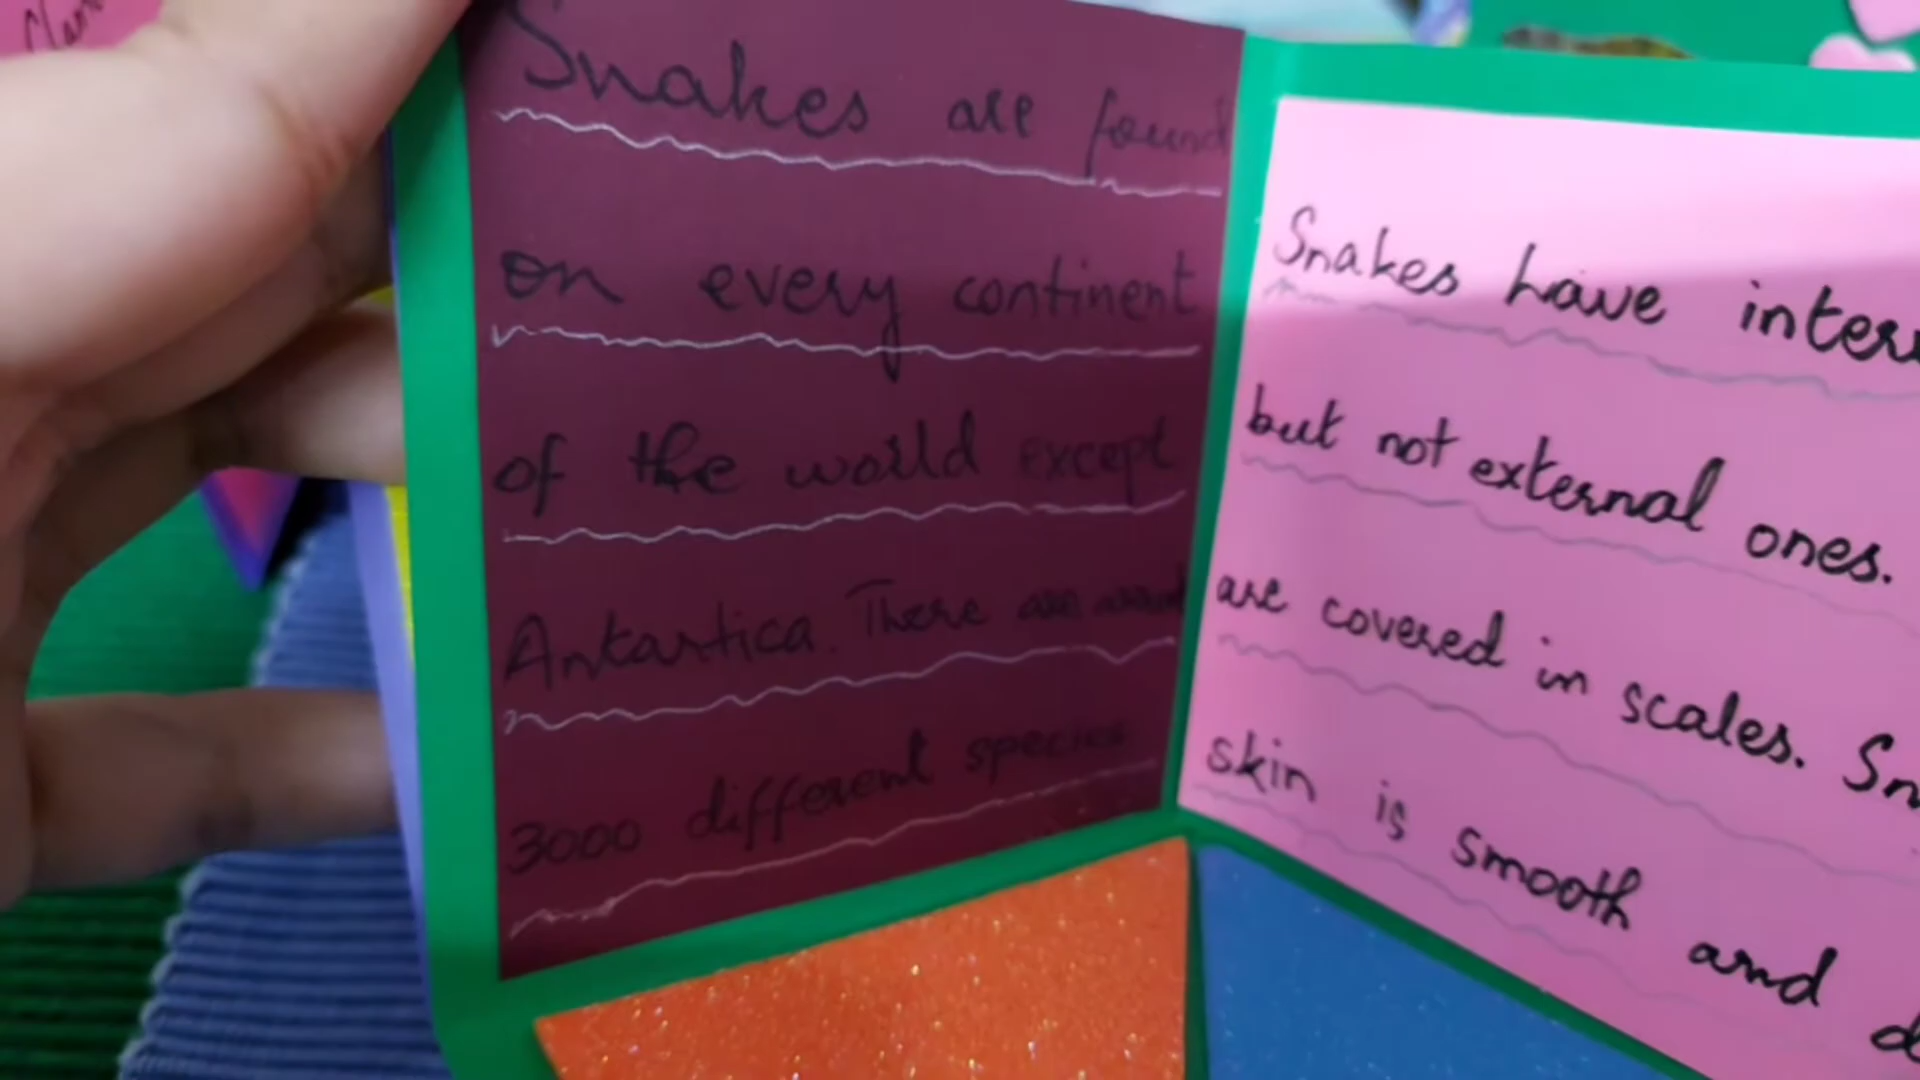 Snakes are found
on every continent
of the world except
Antartica. There are
3000 different species
Snakes have inter
but not external ones.
are covered in scales. Sn
skin is smooth and d